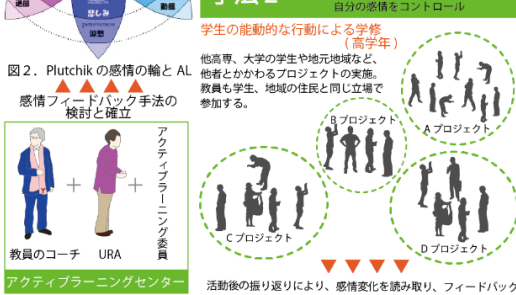 悲しみ
哀愁
図2．Plutchik の感情の輪と AL
感情フィードバック手法の
検討と確立
アクティブラーニング委員
教員のコーチ
URA
アクティブラーニングセンター
自分の感情をコントロール
学生の能動的な行動による学修
(高学年)
他高専、大学の学生や地元地域など、
他者とかかわるプロジェクトの実施。
教員も学生、地域の住民と同じ立場で
参加する。
A プロジェクト
B プロジェクト
C プロジェクト
D プロジェクト
活動後の振り返りにより、感情変化を読み取り、フィードバック